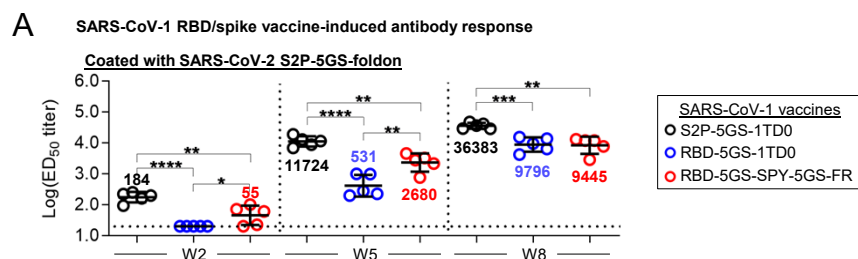 A
SARS-CoV-1 RBD/spike vaccine-induced antibody response
Coated with SARS-CoV-2 S2P-5GS-foldon
Log(ED50 titer)
6.0
5.0
4.0
3.0
2.0
1.0
**
****
*
184
55
**
****
**
11724
531
2680
**
***
36383
9796
9445
W2
W5
W8
SARS-CoV-1 vaccines
S2P-5GS-1TD0
RBD-5GS-1TD0
RBD-5GS-SPY-5GS-FR